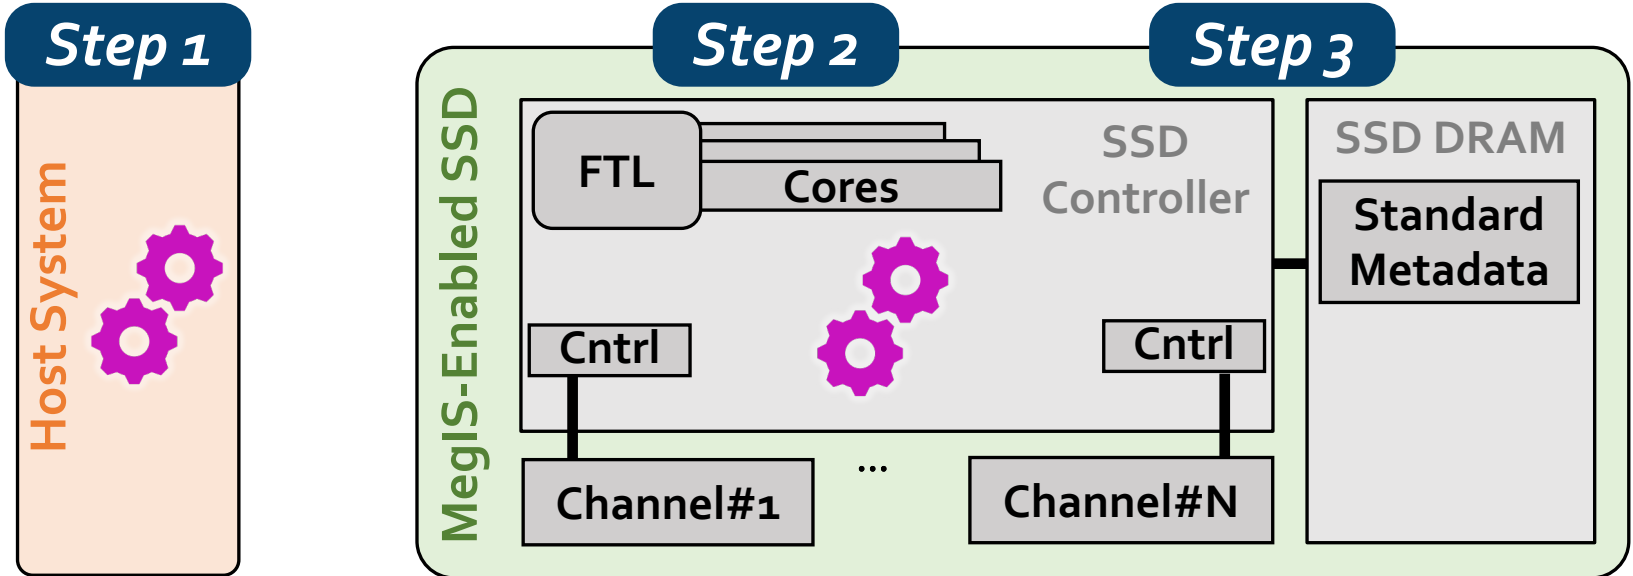 Step 1
Step 2
Step 3
Host System
MegIS-Enabled SSD
FTL
Cores
SSD
Controller
SSD DRAM
Standard
Metadata
Cntrl
Cntrl
Channel#1
...
Channel#N